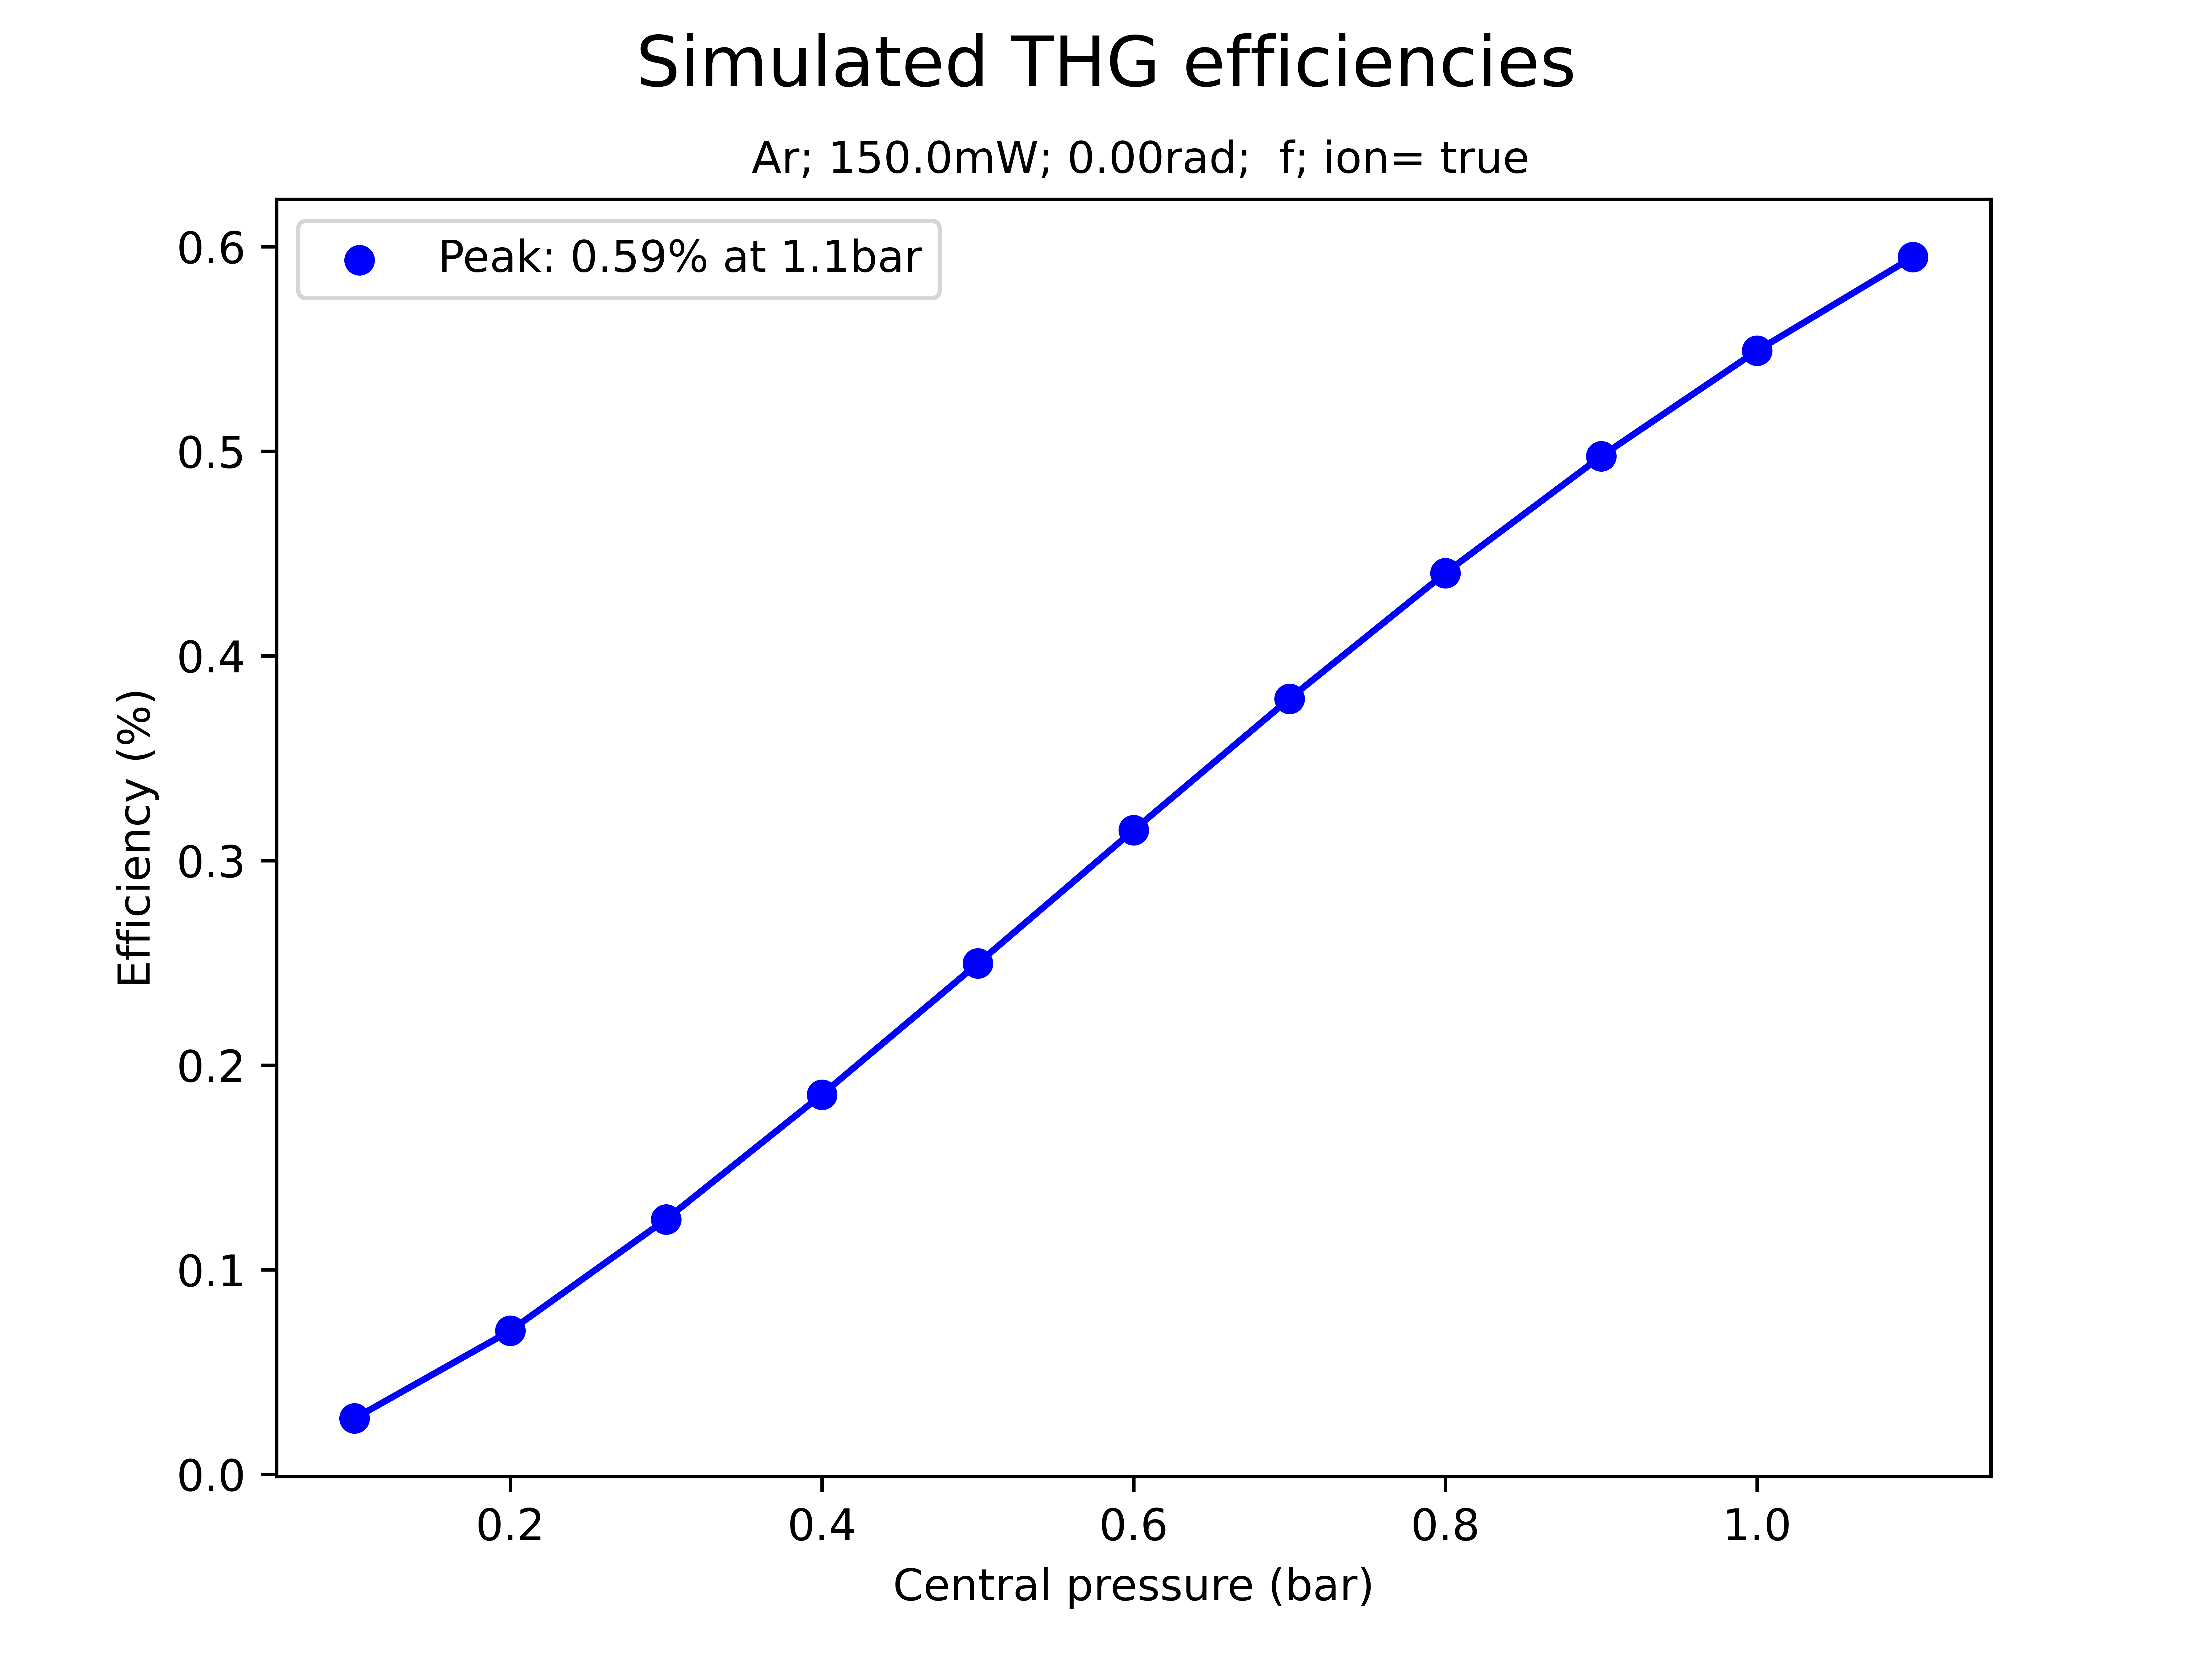 Simulated THG efficiencies
Ar; 150.0mW; 0.00rad;  f; ion= true
Peak: 0.59% at 1.1bar
Efficiency (%)
0.6
0.5
0.4
0.3
0.2
0.1
0.0
0.2 0.4 0.6 0.8 1.0
Central pressure (bar)